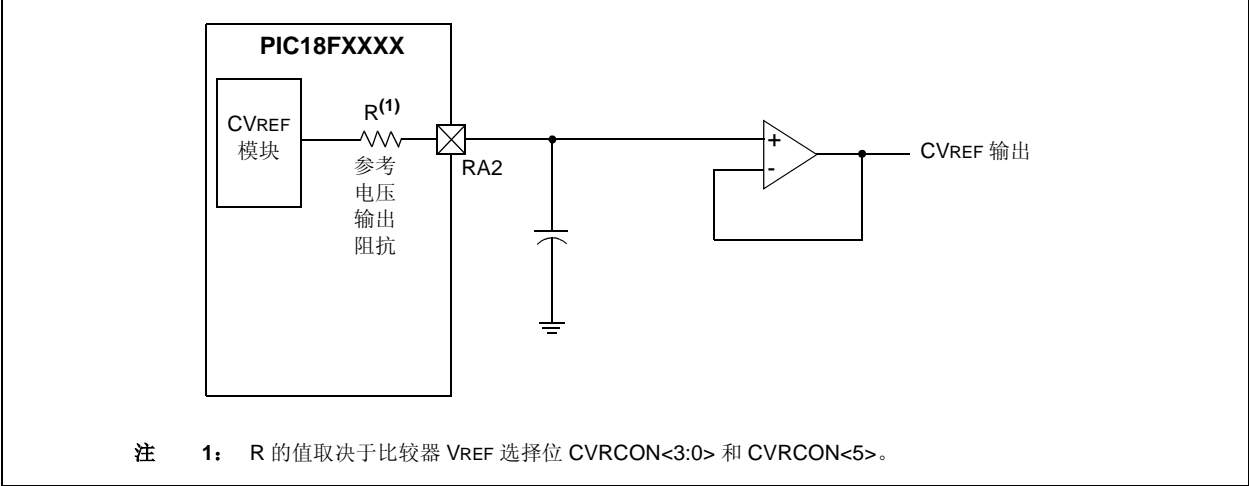 PIC18FXXXX
CVREF
模块
R(1)
参考
电压
输出
阻抗
RA2
+
-
CVREF 输出
注 1： R 的值取决于比较器 VREF 选择位 CVRCON<3:0> 和 CVRCON<5>。